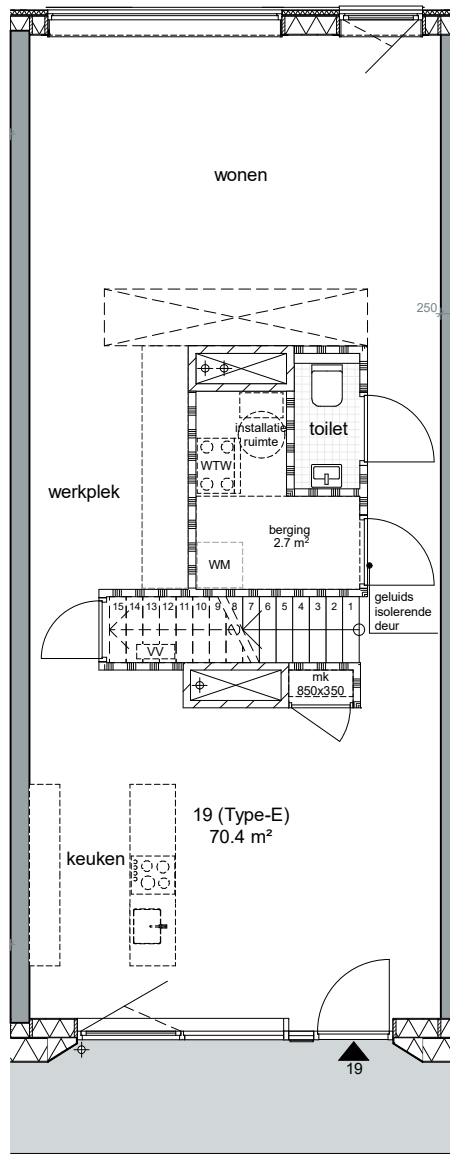 wonen
250
installatie
ruimte
toilet
WTW
werkplek
berging
2.7 m²
WM
geluids
isolerende
deur
15 14 13 12 11 10 9 8 7 6 5 4 3 2 1
VV
mk
850x350
19 (Type-E)
70.4 m²
keuken
19